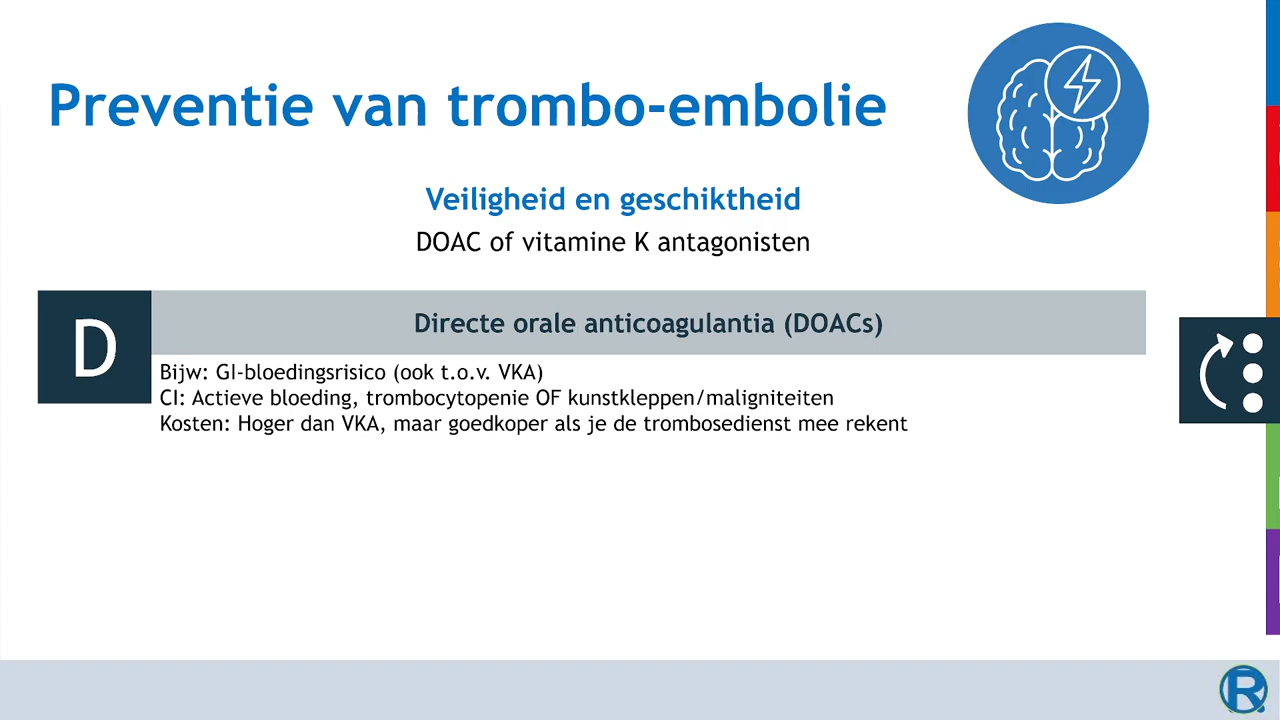 Preventie van trombo-embolie
Veiligheid en geschiktheid
DOAC of vitamine K antagonisten
D
Directe orale anticoagulantia (DOACs)
Bijw: GI-bloedingsrisico (ook t.o.v. VKA)
CI: Actieve bloeding, trombocytopenie OF kunstkleppen/maligniteiten
Kosten: Hoger dan VKA, maar goedkoper als je de trombosedienst mee rekent
R